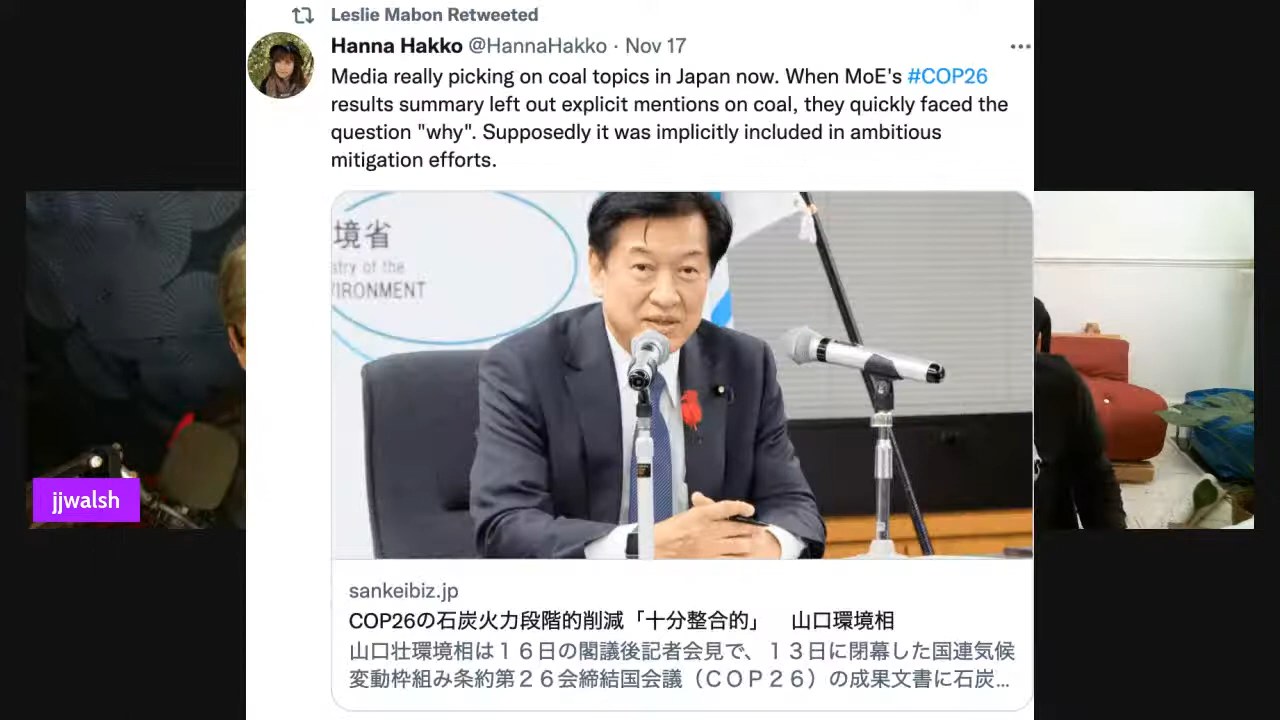 Leslie Mabon Retweeted
Hanna Hakko @HannaHakko · Nov 17
Media really picking on coal topics in Japan now. When MoE's #COP26
results summary left out explicit mentions on coal, they quickly faced the
question "why". Supposedly it was implicitly included in ambitious
mitigation efforts.
境省
stry of the
VIRONMENT
jjwalsh
sankeibiz.jp
COP26の石炭火力段階的削減「十分整合的」　山口環境相
山口壮環境相は１６日の閣議後記者会見で、１３日に閉幕した国連気候
変動枠組み条約第２６回締結国会議（ＣＯＰ２６）の成果文書に石炭...